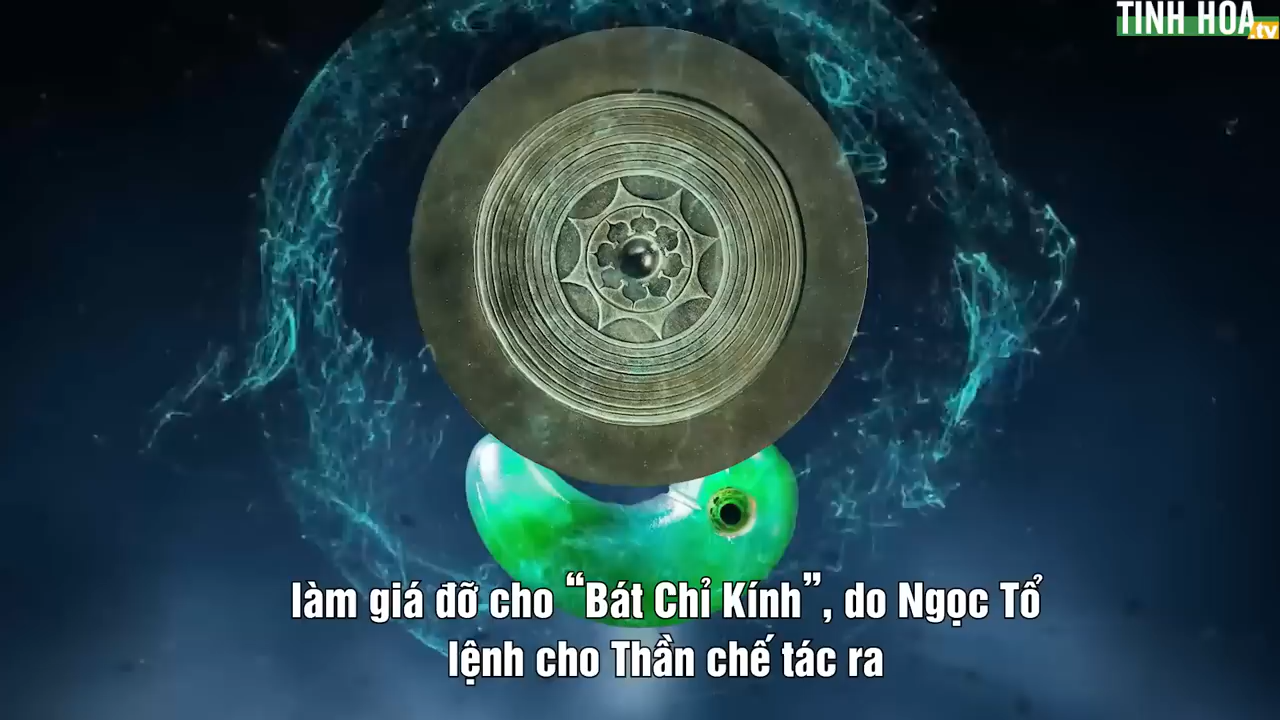 TINH HOA
.tv
làm giá đỡ cho “Bát Chỉ Kính”, do Ngọc Tổ
lệnh cho Thần chế tác ra